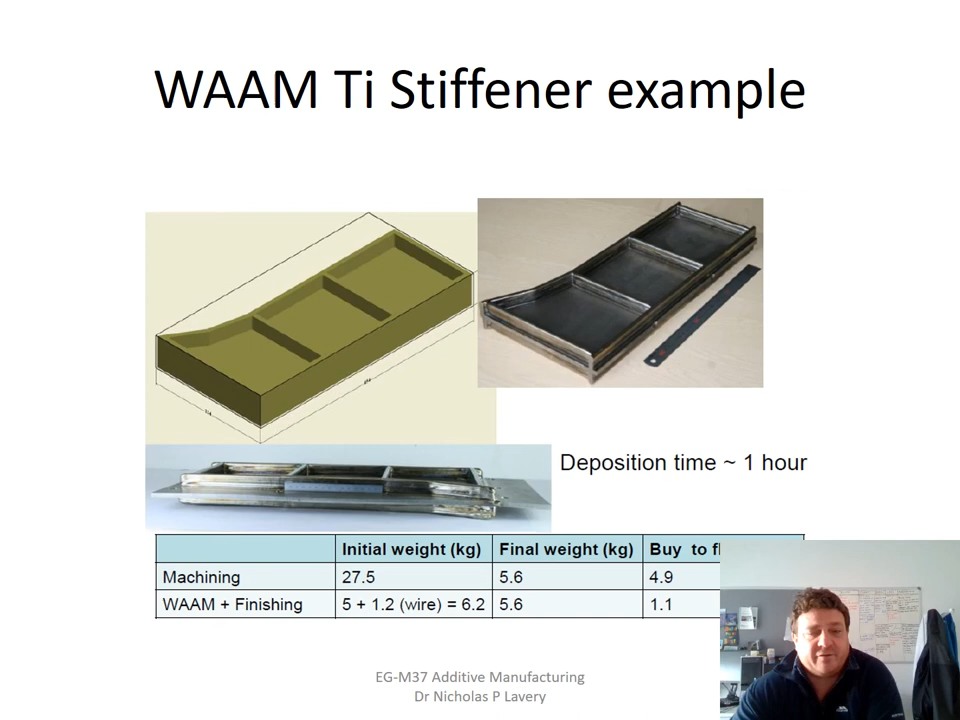 WAAM Ti Stiffener example
Deposition time ~ 1 hour
Initial weight (kg) Final weight (kg) Buy to
Machining 27.5 5.6 4.9
WAAM + Finishing 5 + 1.2 (wire) = 6.2 5.6 1.1
EG-M37 Additive Manufacturing
Dr Nicholas P Lavery